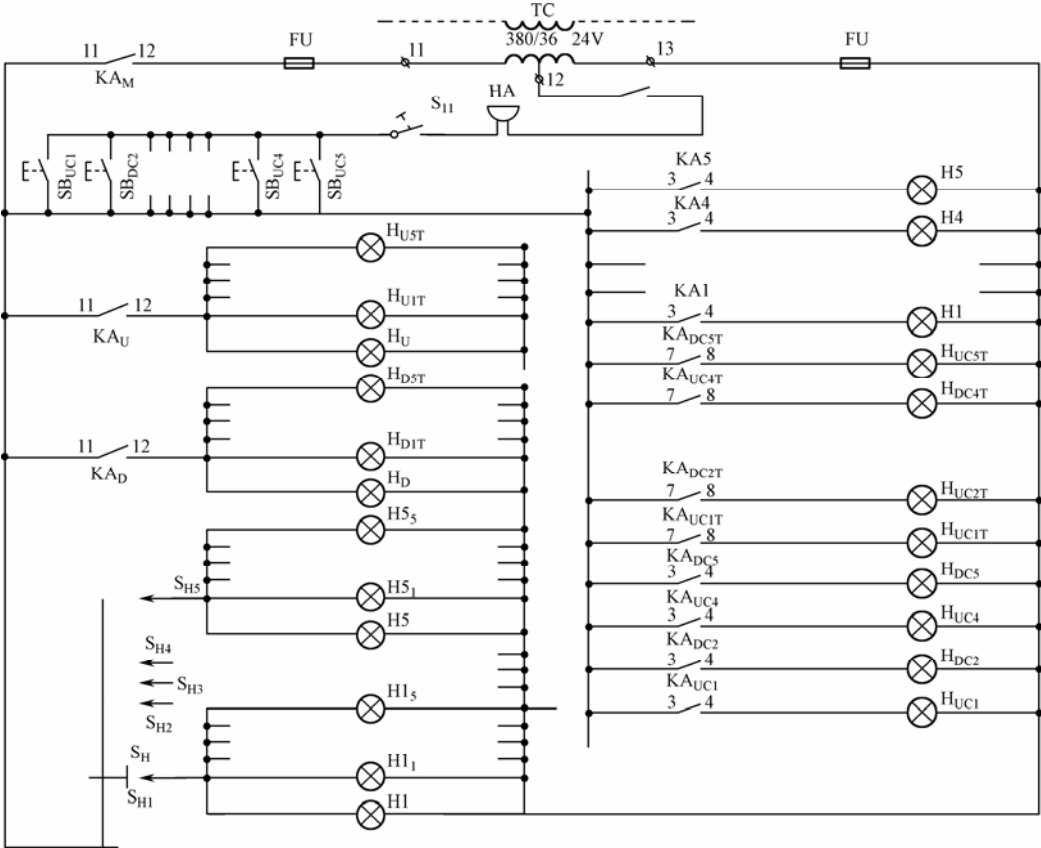 TC
380/36 24V
11 12
KA_M
FU
11
12
13
FU
HA
S_11
SB_UC1
SB_DC2
SB_UC4
SB_UC5
KA5
3 4
H5
KA4
3 4
H4
KA1
3 4
H1
KA_DC5T
7 8
H_UC5T
KA_UC4T
7 8
H_DC4T
KA_DC2T
7 8
H_UC2T
KA_UC1T
7 8
H_UC1T
KA_DC5
3 4
H_DC5
KA_UC4
3 4
H_UC4
KA_DC2
3 4
H_DC2
KA_UC1
3 4
H_UC1
H_U5T
11 12
KA_U
H_U1T
H_U
H_D5T
11 12
KA_D
H_D1T
H_D
H5_5
S_H5
H5_1
H5
S_H4
S_H3
S_H2
H1_5
S_H
S_H1
H1_1
H1